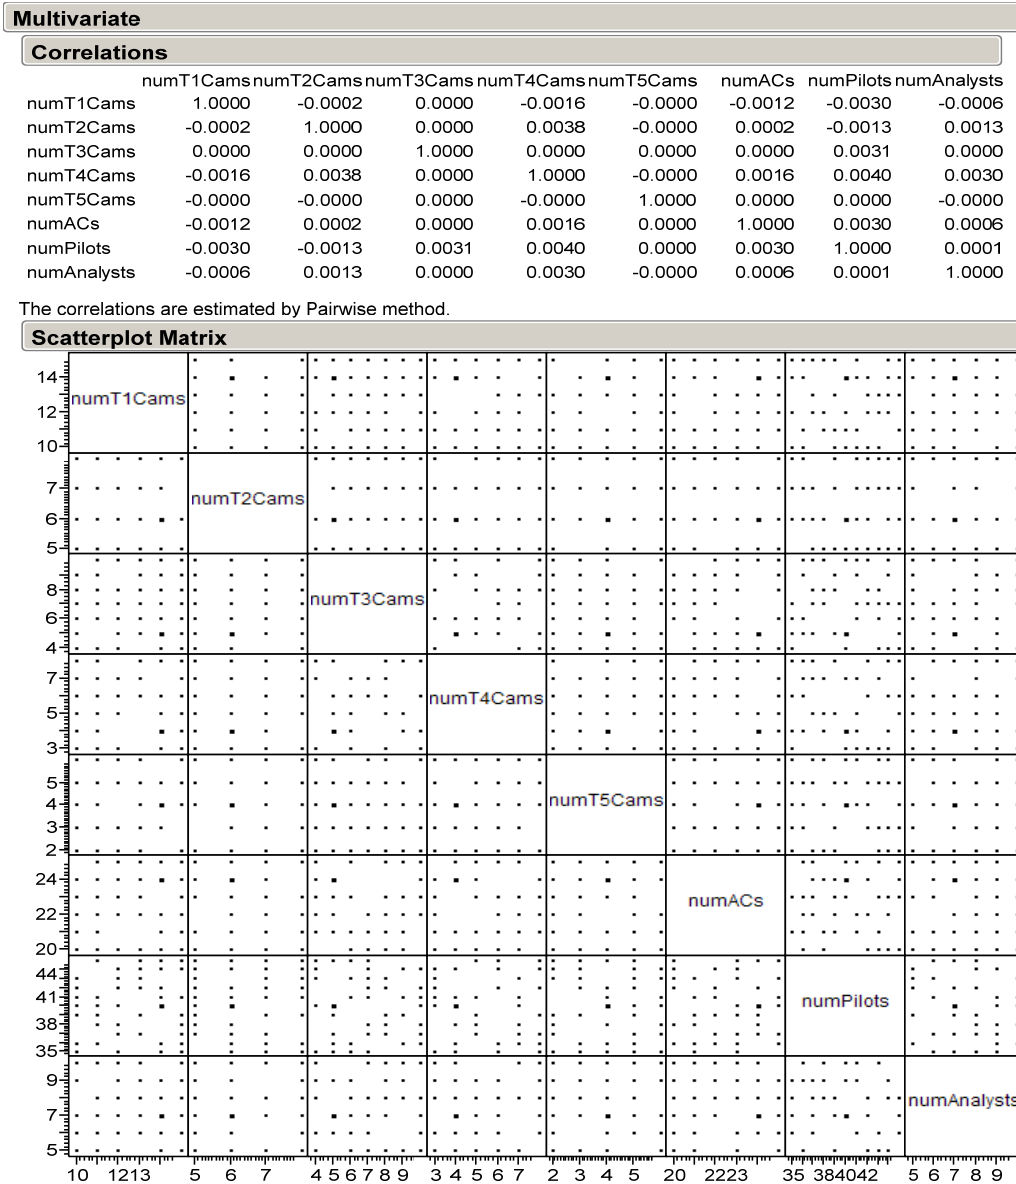 Multivariate
Correlations
numT1Cams numT2Cams numT3Cams numT4Cams numT5Cams numACs numPilots numAnalysts
numT1Cams 1.0000 -0.0002 0.0000 -0.0016 -0.0000 -0.0012 -0.0030 -0.0006
numT2Cams -0.0002 1.0000 0.0000 0.0038 -0.0000 0.0002 -0.0013 0.0013
numT3Cams 0.0000 0.0000 1.0000 0.0000 0.0000 0.0000 0.0031 0.0000
numT4Cams -0.0016 0.0038 0.0000 1.0000 -0.0000 0.0016 0.0040 0.0030
numT5Cams -0.0000 -0.0000 0.0000 -0.0000 1.0000 0.0000 0.0000 -0.0000
numACs -0.0012 0.0002 0.0000 0.0016 0.0000 1.0000 0.0030 0.0006
numPilots -0.0030 -0.0013 0.0031 0.0040 0.0000 0.0030 1.0000 0.0001
numAnalysts -0.0006 0.0013 0.0000 0.0030 -0.0000 0.0006 0.0001 1.0000
The correlations are estimated by Pairwise method.
Scatterplot Matrix
14
numT1Cams
12
10
7
numT2Cams
6
5
8
numT3Cams
6
4
7
numT4Cams
5
3
5
numT5Cams
4
3
2
24
numACs
22
20
44
41
numPilots
38
35
9
numAnalysts
7
5
10 12 13 5 6 7 4 5 6 7 8 9 3 4 5 6 7 2 3 4 5 20 22 23 35 38 40 42 5 6 7 8 9